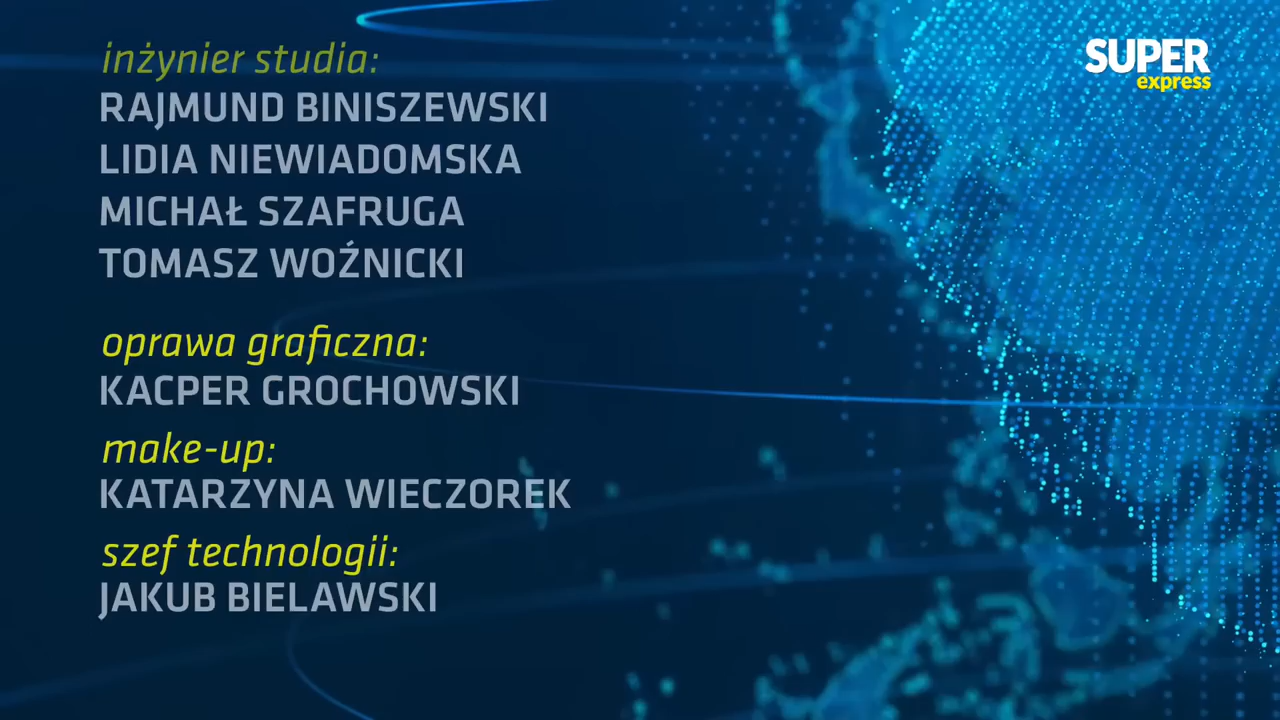 inżynier studia:
RAJMUND BINISZEWSKI
LIDIA NIEWIADOMSKA
MICHAŁ SZAFRUGA
TOMASZ WOŹNICKI
oprawa graficzna:
KACPER GROCHOWSKI
make-up:
KATARZYNA WIECZOREK
szef technologii:
JAKUB BIELAWSKI
SUPER
express